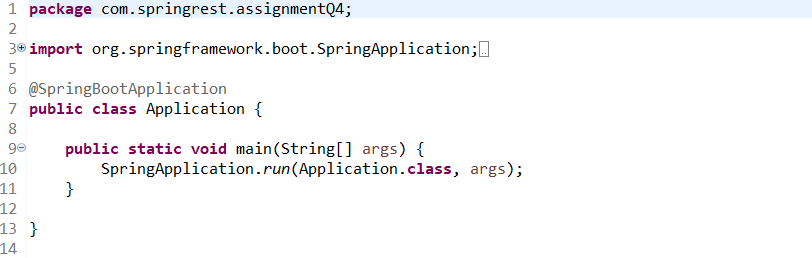 1 package com.springrest.assignmentQ4;
2
3 import org.springframework.boot.SpringApplication;
5
6 @SpringBootApplication
7 public class Application {
8
9     public static void main(String[] args) {
10         SpringApplication.run(Application.class, args);
11     }
12
13 }
14